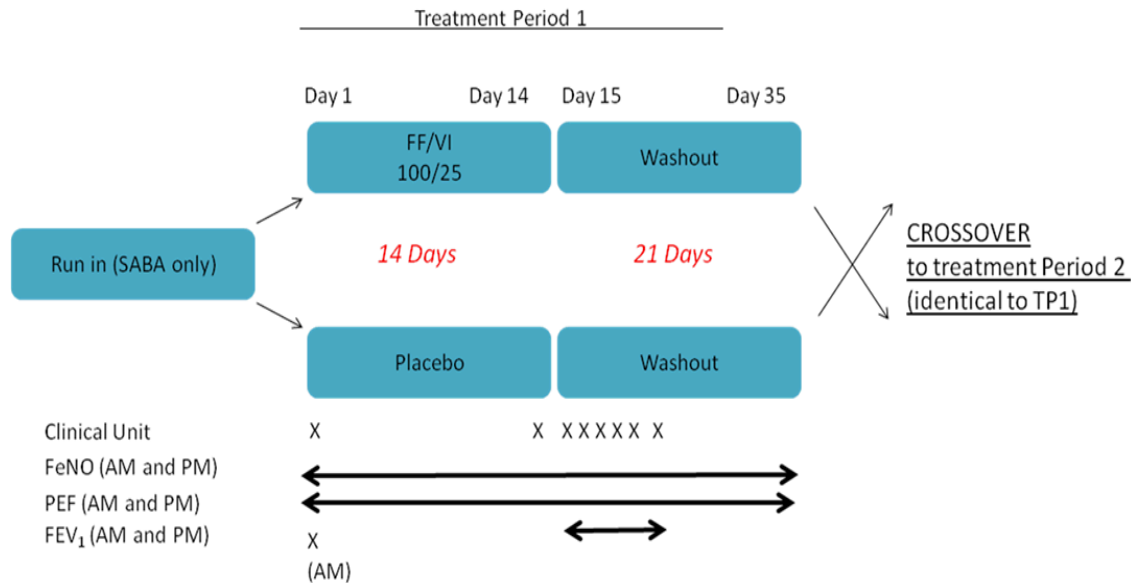 Treatment Period 1
Day 1 Day 14 Day 15 Day 35
FF/VI
100/25
Washout
Run in (SABA only)
14 Days 21 Days
CROSSOVER
to treatment Period 2
(identical to TP1)
Placebo
Washout
Clinical Unit X X X X X X X X
FeNO (AM and PM)
PEF (AM and PM)
FEV₁ (AM and PM) X
(AM)